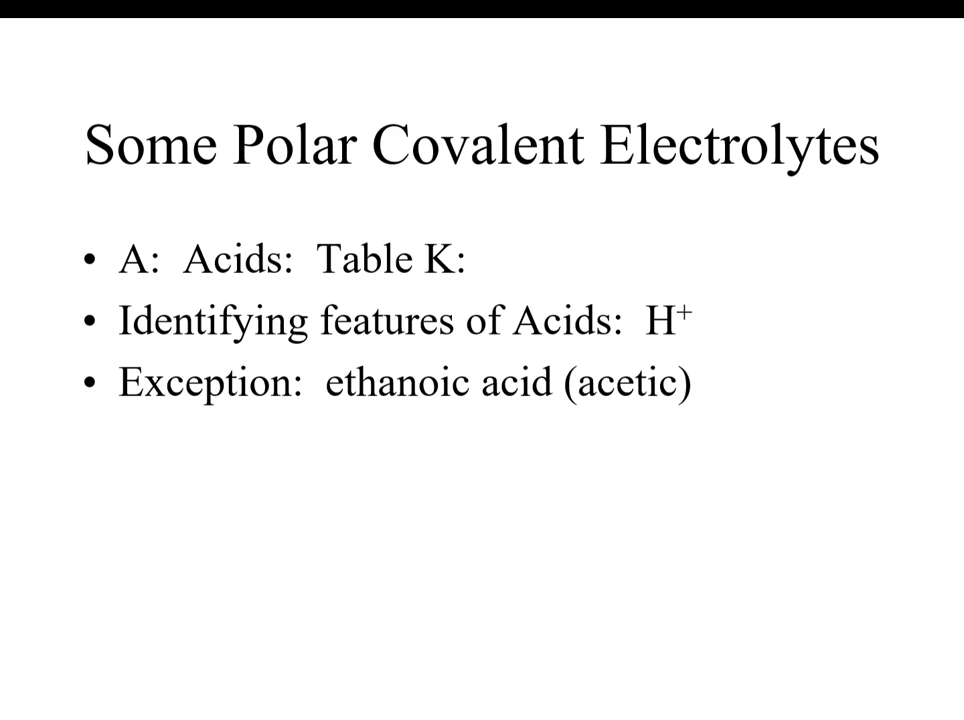 Some Polar Covalent Electrolytes
• A: Acids: Table K:
• Identifying features of Acids: H⁺
• Exception: ethanoic acid (acetic)